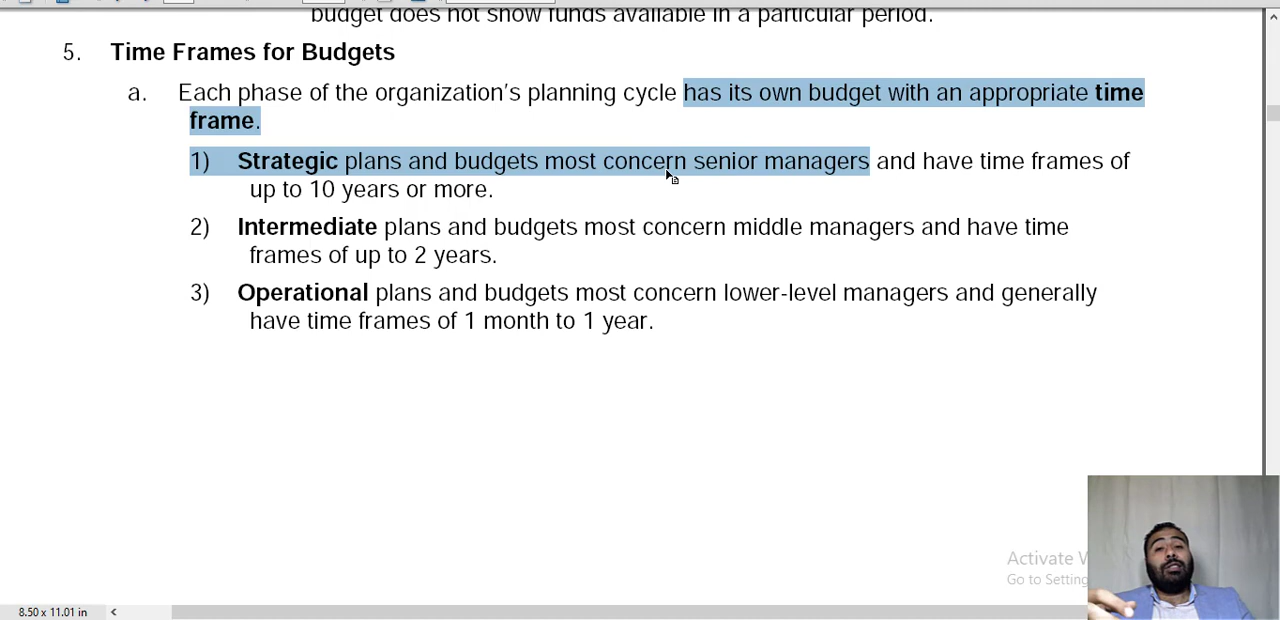 budget does not show funds available in a particular period.
5. Time Frames for Budgets
a. Each phase of the organization's planning cycle has its own budget with an appropriate time
frame.
1) Strategic plans and budgets most concern senior managers and have time frames of
up to 10 years or more.
2) Intermediate plans and budgets most concern middle managers and have time
frames of up to 2 years.
3) Operational plans and budgets most concern lower-level managers and generally
have time frames of 1 month to 1 year.
Activate
Go to Setting
8.50 x 11.01 in